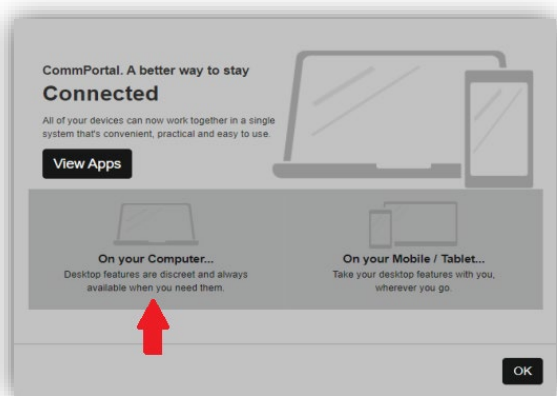 CommPortal. A better way to stay
Connected
All of your devices can now work together in a single
system that's convenient, practical and easy to use.
View Apps
On your Computer...
Desktop features are discreet and always
available when you need them.
On your Mobile / Tablet...
Take your desktop features with you,
wherever you go.
OK